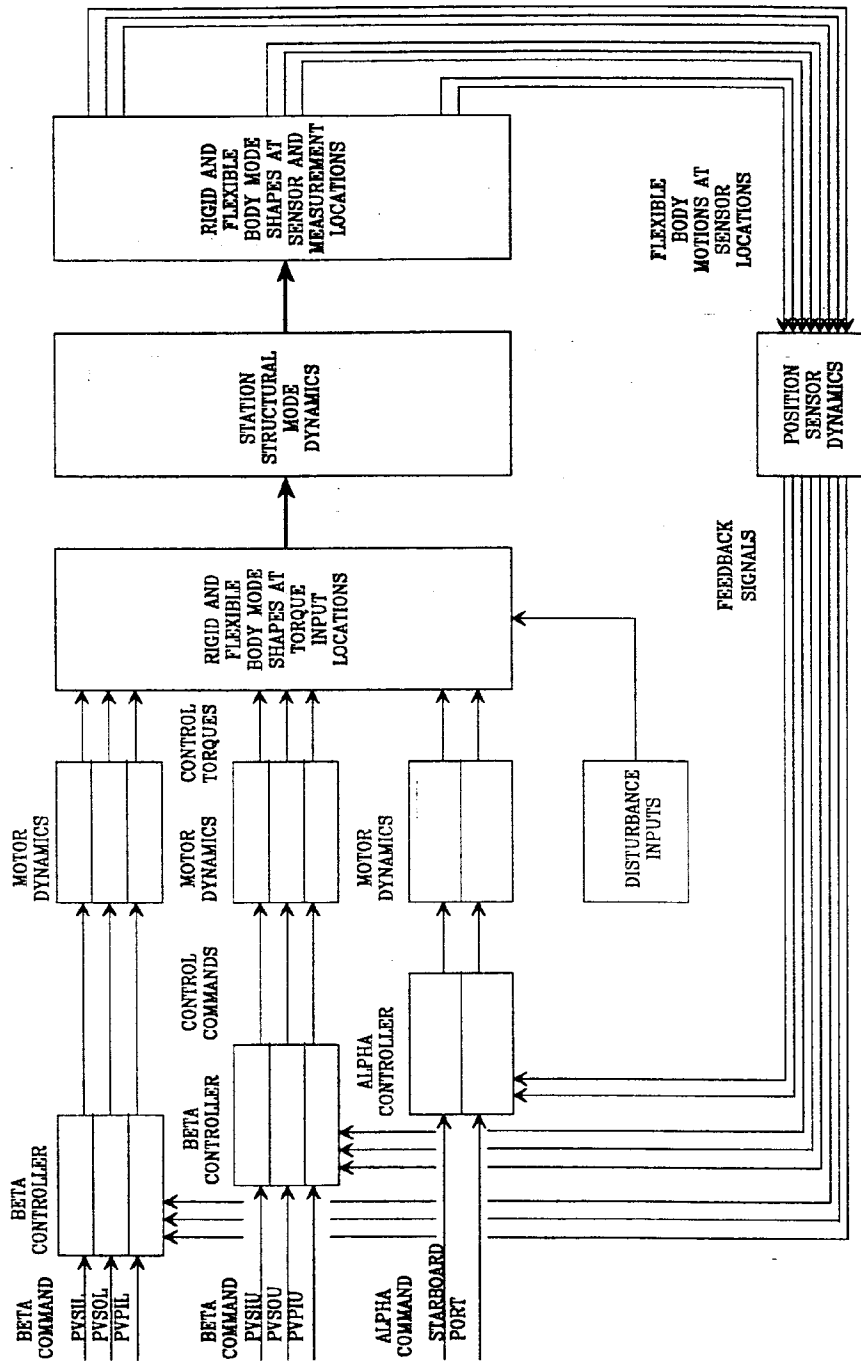 BETA
COMMAND
PVSIL
PVSOL
PVPIL
BETA
CONTROLLER
MOTOR
DYNAMICS
BETA
COMMAND
PVSIU
PVSOU
PVPIU
BETA
CONTROLLER
CONTROL
COMMANDS
MOTOR
DYNAMICS
CONTROL
TORQUES
ALPHA
COMMAND
STARBOARD
PORT
ALPHA
CONTROLLER
MOTOR
DYNAMICS
DISTURBANCE
INPUTS
RIGID AND
FLEXIBLE
BODY MODE
SHAPES AT
TORQUE
INPUT
LOCATIONS
STATION
STRUCTURAL
MODE
DYNAMICS
RIGID AND
FLEXIBLE
BODY MODE
SHAPES AT
SENSOR AND
MEASUREMENT
LOCATIONS
FLEXIBLE
BODY
MOTIONS AT
SENSOR
LOCATIONS
POSITION
SENSOR
DYNAMICS
FEEDBACK
SIGNALS